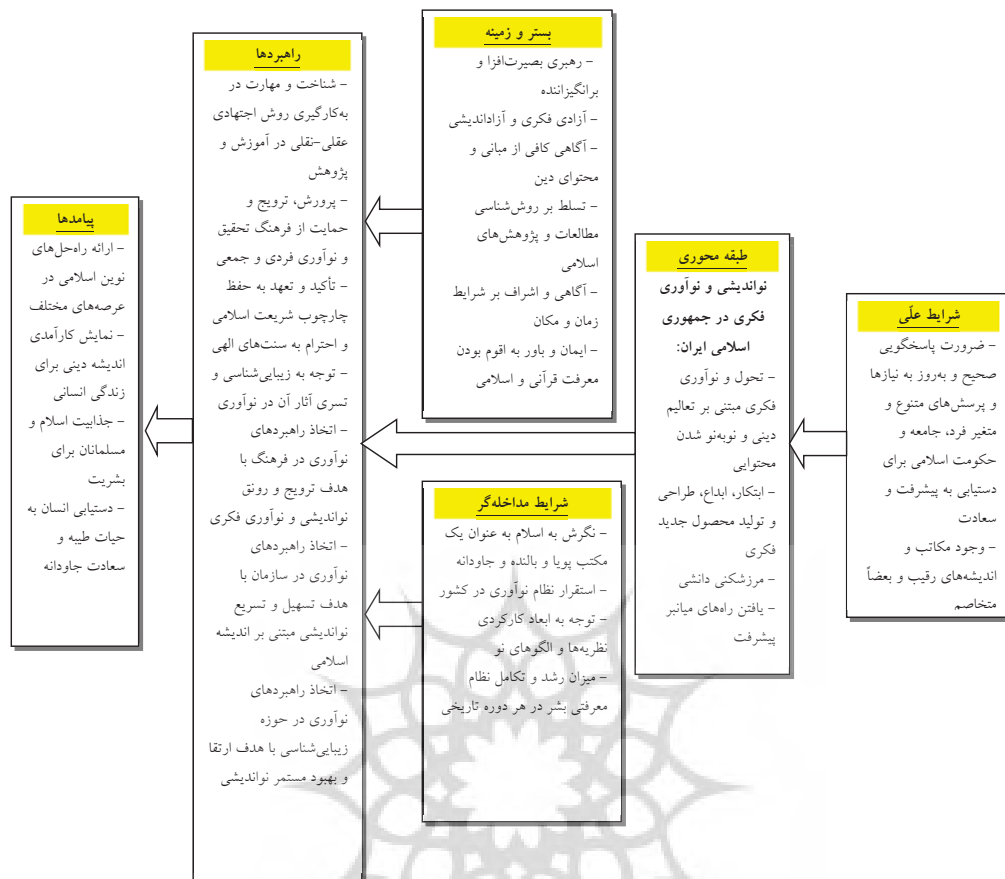 شرایط علّی
- ضرورت پاسخگویی
صحیح و به‌روز به نیازها
و پرسش‌های متنوع و
متغیر فرد، جامعه و
حکومت اسلامی برای
دستیابی به پیشرفت و
سعادت
- وجود مکاتب و
اندیشه‌های رقیب و بعضاً
متخاصم
طبقه محوری
نواندیشی و نوآوری
فکری در جمهوری
اسلامی ایران:
- تحول و نوآوری
فکری مبتنی بر تعالیم
دینی و نوبه‌نو شدن
محتوایی
- ابتکار، ابداع، طراحی
و تولید محصول جدید
فکری
- مرزشکنی دانشی
- یافتن راه‌های میانبر
پیشرفت
بستر و زمینه
- رهبری بصیرت‌افزا و
برانگیزاننده
- آزادی فکری و آزاداندیشی
- آگاهی کافی از مبانی و
محتوای دین
- تسلط بر روش‌شناسی
مطالعات و پژوهش‌های
اسلامی
- آگاهی و اشراف بر شرایط
زمان و مکان
- ایمان و باور به اقوم بودن
معرفت قرآنی و اسلامی
شرایط مداخله‌گر
- نگرش به اسلام به عنوان یک
مکتب پویا و بالنده و جاودانه
- استقرار نظام نوآوری در کشور
- توجه به ابعاد کارکردی
نظریه‌ها و الگوهای نو
- میزان رشد و تکامل نظام
معرفتی بشر در هر دوره تاریخی
راهبردها
- شناخت و مهارت در
به‌کارگیری روش اجتهادی
عقلی-نقلی در آموزش و
پژوهش
- پرورش، ترویج و
حمایت از فرهنگ تحقیق
و نوآوری فردی و جمعی
- تأکید و تعهد به حفظ
چارچوب شریعت اسلامی
و احترام به سنت‌های الهی
- توجه به زیبایی‌شناسی و
تسری آثار آن در نوآوری
- اتخاذ راهبردهای
نوآوری در فرهنگ با
هدف ترویج و رونق
نواندیشی و نوآوری فکری
- اتخاذ راهبردهای
نوآوری در سازمان با
هدف تسهیل و تسریع
نواندیشی مبتنی بر اندیشه
اسلامی
- اتخاذ راهبردهای
نوآوری در حوزه
زیبایی‌شناسی با هدف ارتقا
و بهبود مستمر نواندیشی
پیامدها
- ارائه راه‌حل‌های
نوین اسلامی در
عرصه‌های مختلف
- نمایش کارآمدی
اندیشه دینی برای
زندگی انسانی
- جذابیت اسلام و
مسلمانان برای
بشریت
- دستیابی انسان به
حیات طیبه و
سعادت جاودانه